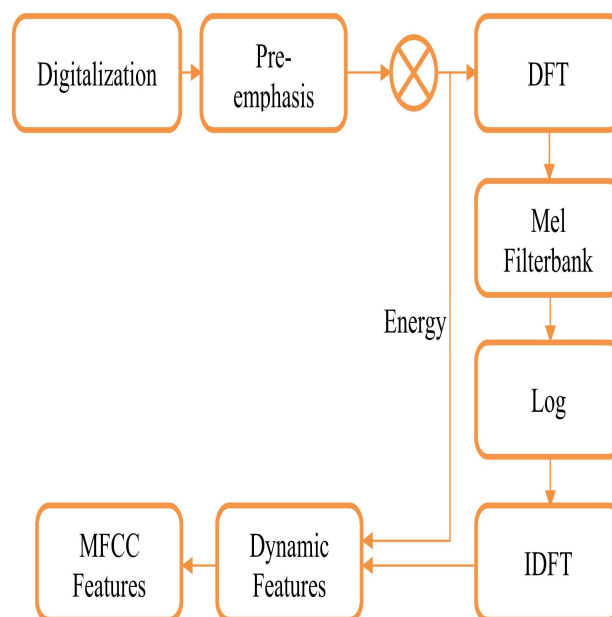 Digitalization
Pre-
emphasis
DFT
Mel
Filterbank
Energy
Log
IDFT
Dynamic
Features
MFCC
Features